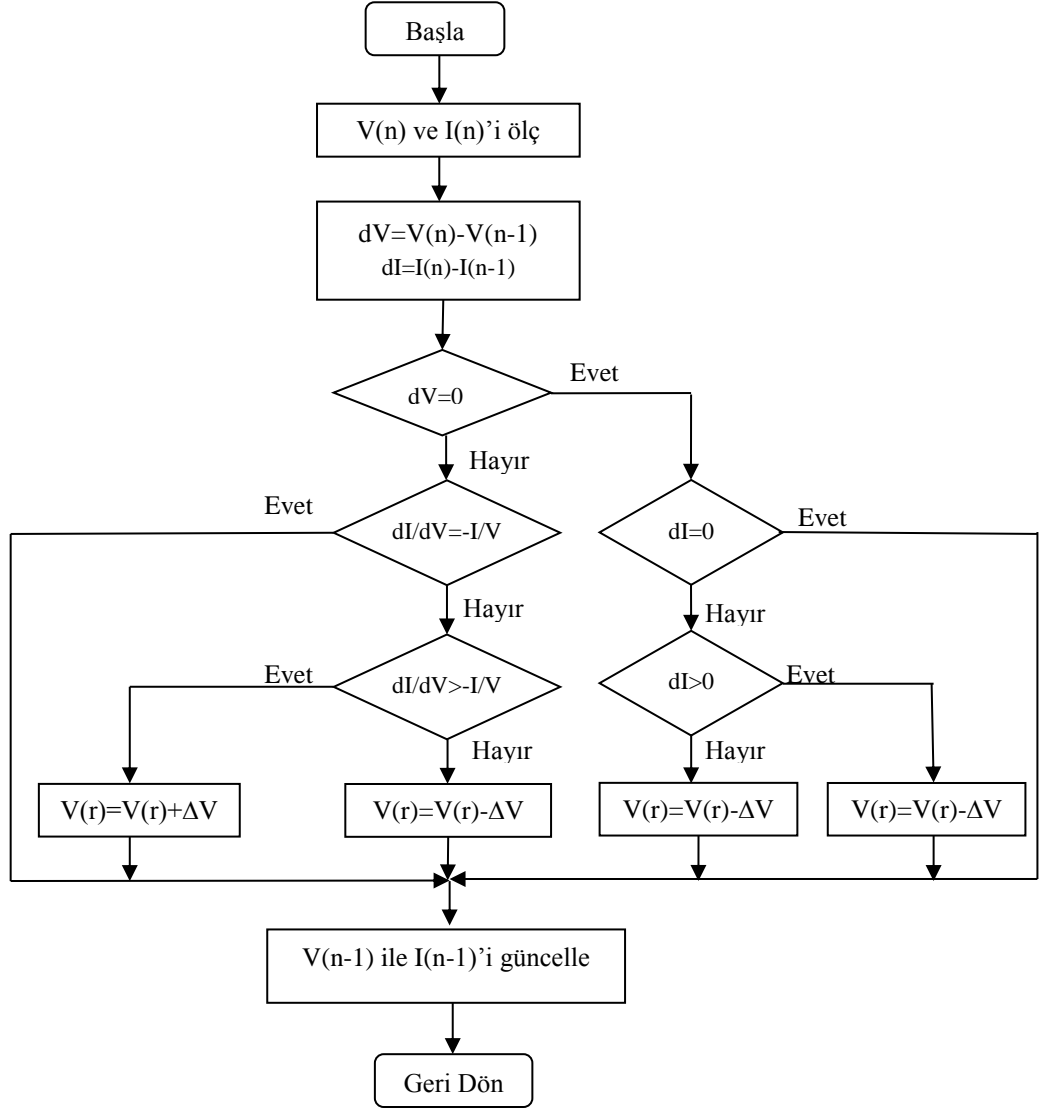 Başla
V(n) ve I(n)’i ölç
dV=V(n)-V(n-1)
dI=I(n)-I(n-1)
dV=0
Evet
Hayır
Evet
dI/dV=-I/V
dI=0
Evet
Hayır
Hayır
Evet
dI/dV>-I/V
dI>0
Evet
Hayır
Hayır
V(r)=V(r)+ΔV
V(r)=V(r)-ΔV
V(r)=V(r)-ΔV
V(r)=V(r)-ΔV
V(n-1) ile I(n-1)’i güncelle
Geri Dön